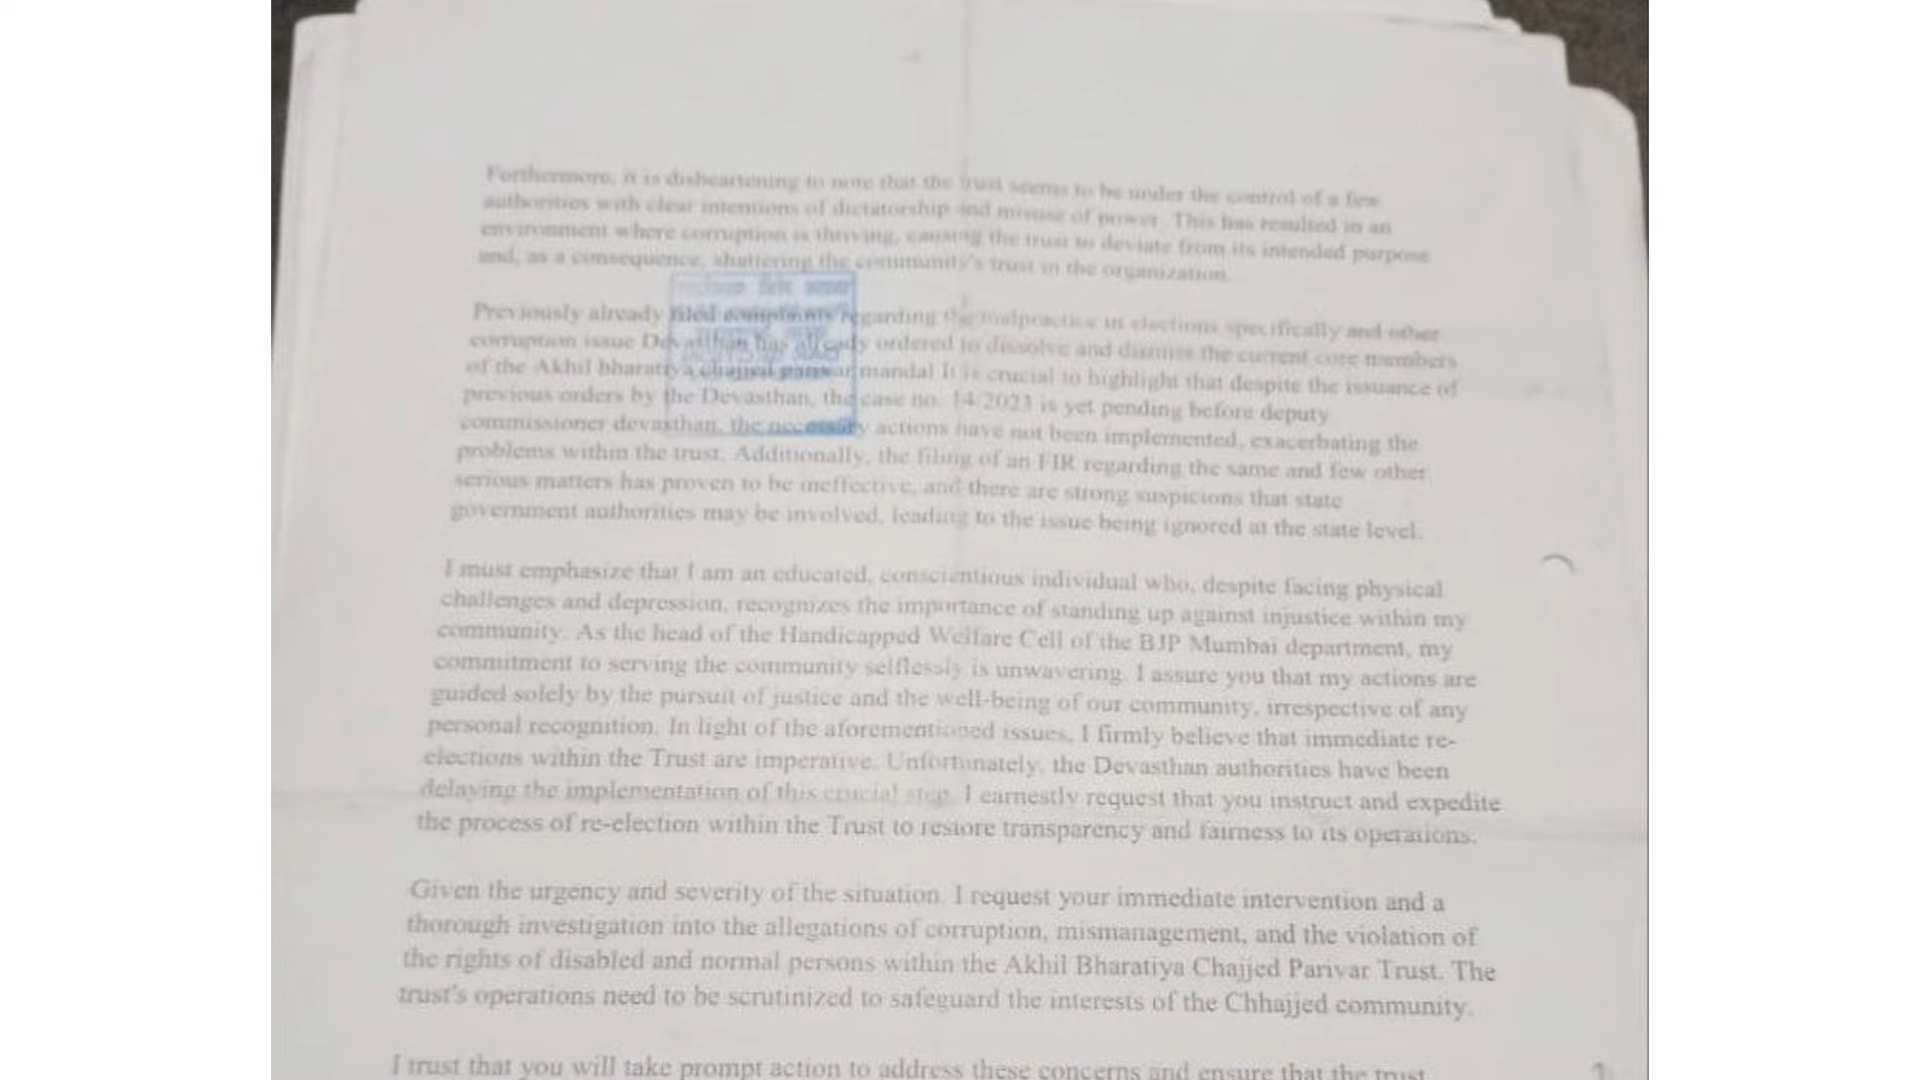 Furthermore, it is disheartening to note that the trust seems to be under the control of a few
authorities with clear intentions of dictatorship and misuse of power. This has resulted in an
environment where corruption is thriving, causing the trust to deviate from its intended purpose
and, as a consequence, shattering the community's trust in the organization.
Previously already filed complaints regarding the malpractice in elections specifically and other
corruption issue Devasthan has already ordered to dissolve and dismiss the current core members
of the Akhil bharatiya chajjed parivar mandal It is crucial to highlight that despite the issuance of
previous orders by the Devasthan, the case no. 14/2023 is yet pending before deputy
commissioner devasthan, the necessary actions have not been implemented, exacerbating the
problems within the trust. Additionally, the filing of an FIR regarding the same and few other
serious matters has proven to be ineffective, and there are strong suspicions that state
government authorities may be involved, leading to the issue being ignored at the state level.
I must emphasize that I am an educated, conscientious individual who, despite facing physical
challenges and depression, recognizes the importance of standing up against injustice within my
community. As the head of the Handicapped Welfare Cell of the BJP Mumbai department, my
commitment to serving the community selflessly is unwavering. I assure you that my actions are
guided solely by the pursuit of justice and the well-being of our community, irrespective of any
personal recognition. In light of the aforementioned issues, I firmly believe that immediate re-
elections within the Trust are imperative. Unfortunately, the Devasthan authorities have been
delaying the implementation of this crucial step. I earnestly request that you instruct and expedite
the process of re-election within the Trust to restore transparency and fairness to its operations.
Given the urgency and severity of the situation. I request your immediate intervention and a
thorough investigation into the allegations of corruption, mismanagement, and the violation of
the rights of disabled and normal persons within the Akhil Bharatiya Chajjed Parivar Trust. The
trust's operations need to be scrutinized to safeguard the interests of the Chhajjed community.
I trust that you will take prompt action to address these concerns and ensure that the trust